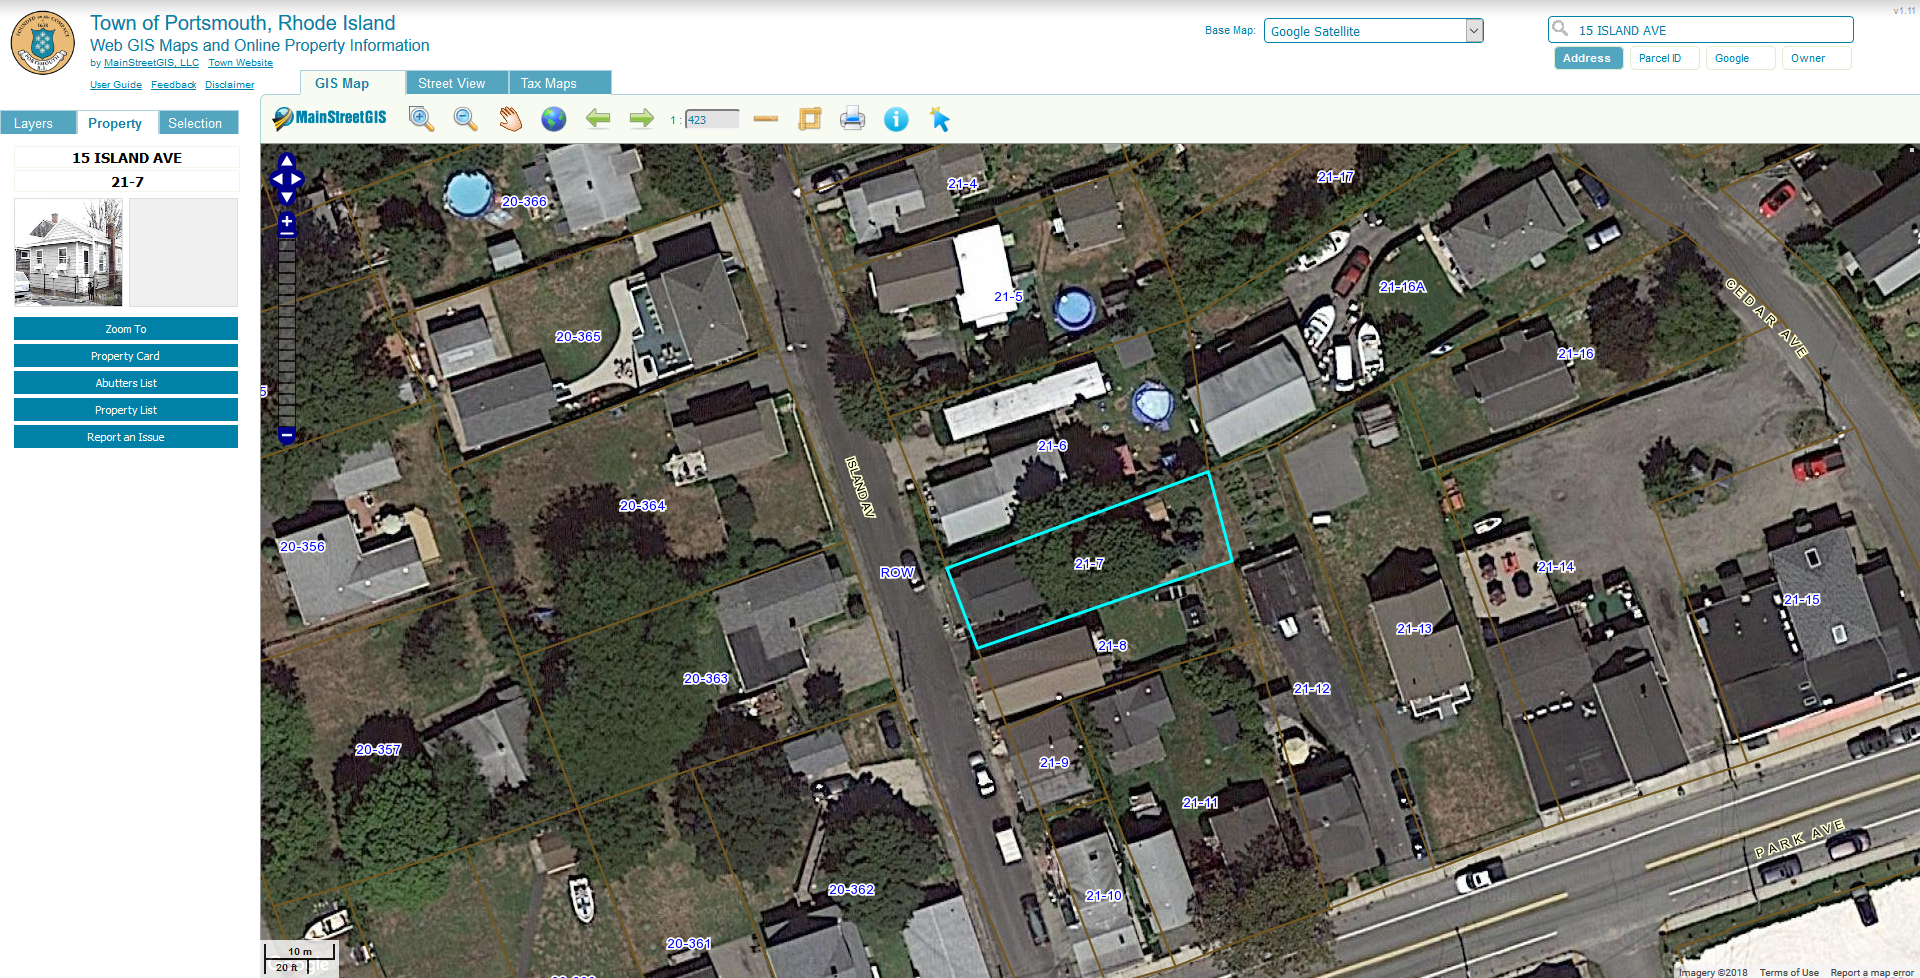 v1.11
Town of Portsmouth, Rhode Island
Web GIS Maps and Online Property Information
by MainStreetGIS, LLC Town Website
User Guide Feedback Disclaimer
Base Map: Google Satellite
15 ISLAND AVE
Address Parcel ID Google Owner
GIS Map Street View Tax Maps
Layers Property Selection
MainStreetGIS
1 : 423
15 ISLAND AVE
21-7
Zoom To
Property Card
Abutters List
Property List
Report an Issue
20-366
21-4
21-17
21-5
21-16A
CEDAR AVE
20-365
21-16
5
21-6
ISLAND AV
20-364
20-356
ROW
21-7
21-14
21-15
21-13
21-8
20-363
21-12
20-357
21-9
21-11
PARK AVE
20-362
21-10
20-361
10 m
20 ft
Imagery ©2018 Terms of Use Report a map error